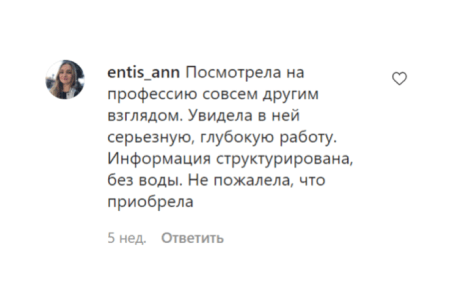 entis_ann Посмотрела на
профессию совсем другим
взглядом. Увидела в ней
серьезную, глубокую работу.
Информация структурирована,
без воды. Не пожалела, что
приобрела
5 нед. Ответить